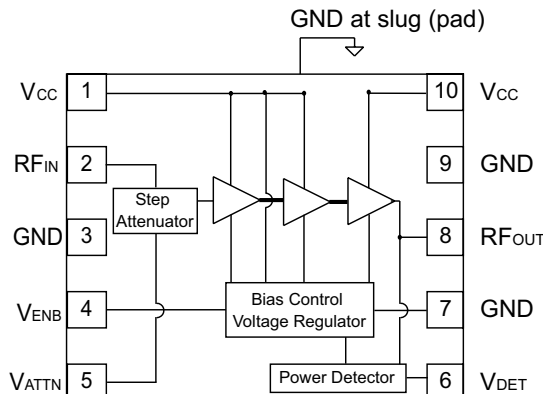 GND at slug (pad)
VCC 1 10 VCC
RFIN 2 9 GND
Step
Attenuator
GND 3 8 RFOUT
VENB 4 7 GND
Bias Control
Voltage Regulator
VATTN 5 6 VDET
Power Detector